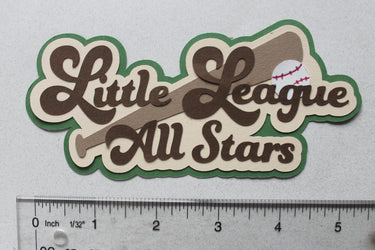 Little League
All Stars
0 Inch 1/32" 1 2 3 4 5